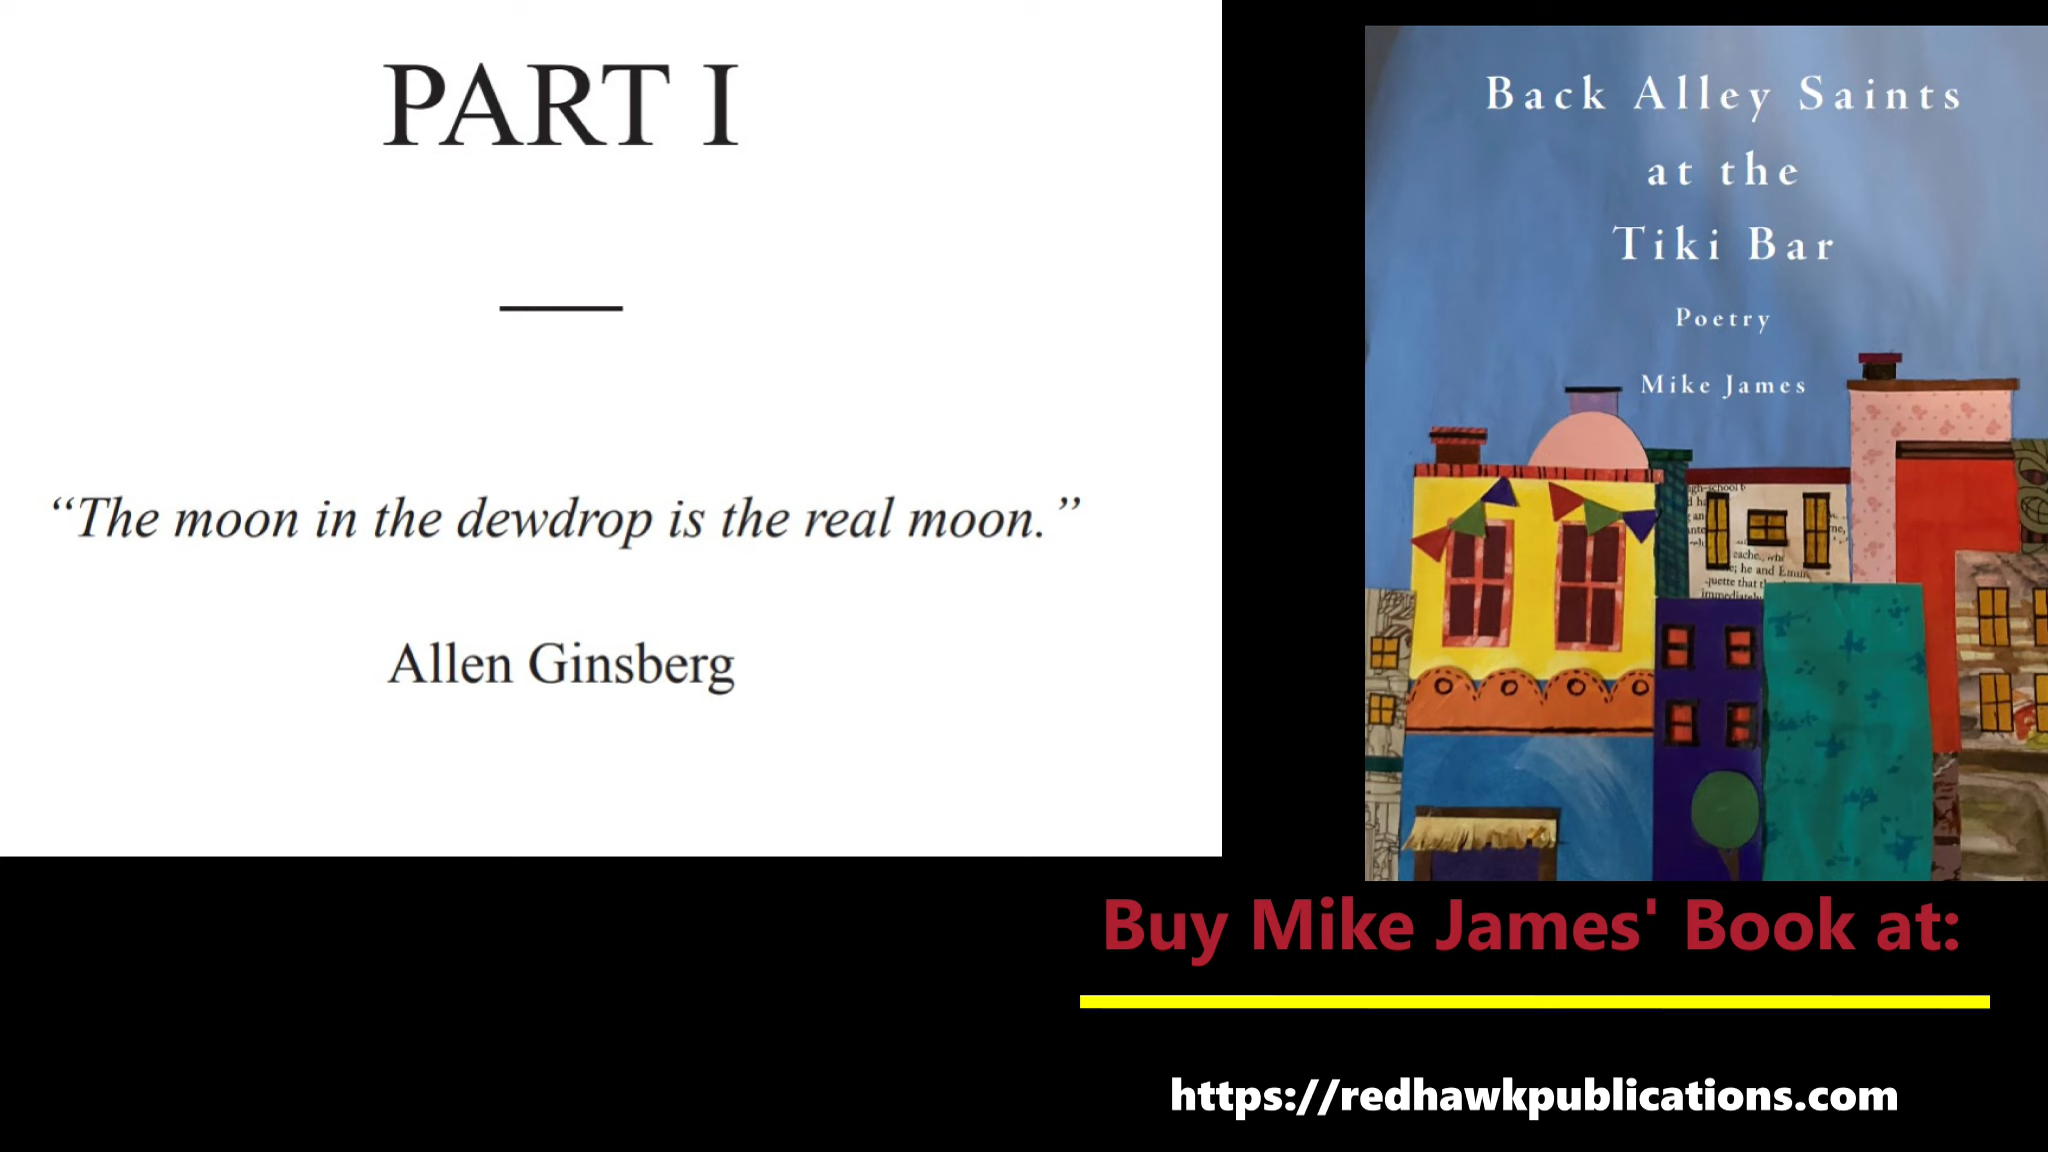 PART I
“The moon in the dewdrop is the real moon.”
Allen Ginsberg
Back Alley Saints
at the
Tiki Bar
Poetry
Mike James
Buy Mike James' Book at:
https://redhawkpublications.com